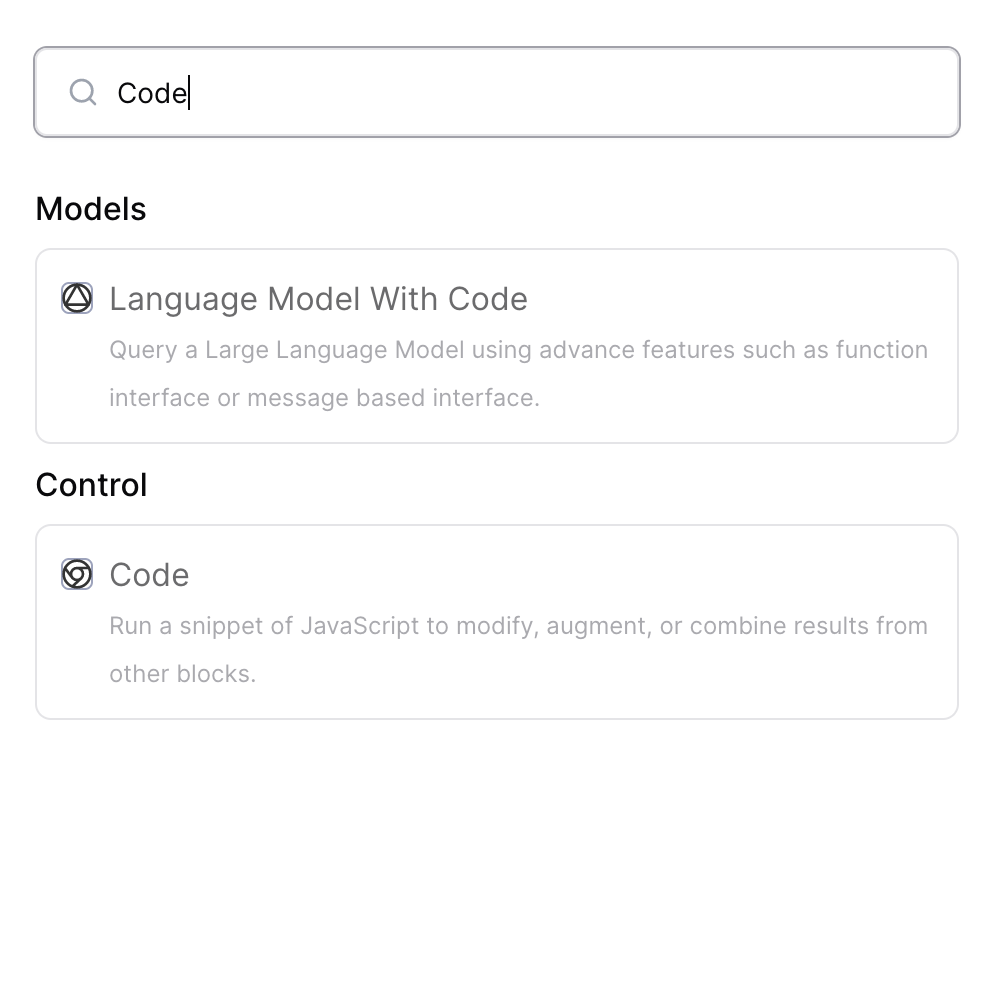 Code
Models
Language Model With Code
Query a Large Language Model using advance features such as function
interface or message based interface.
Control
Code
Run a snippet of JavaScript to modify, augment, or combine results from
other blocks.